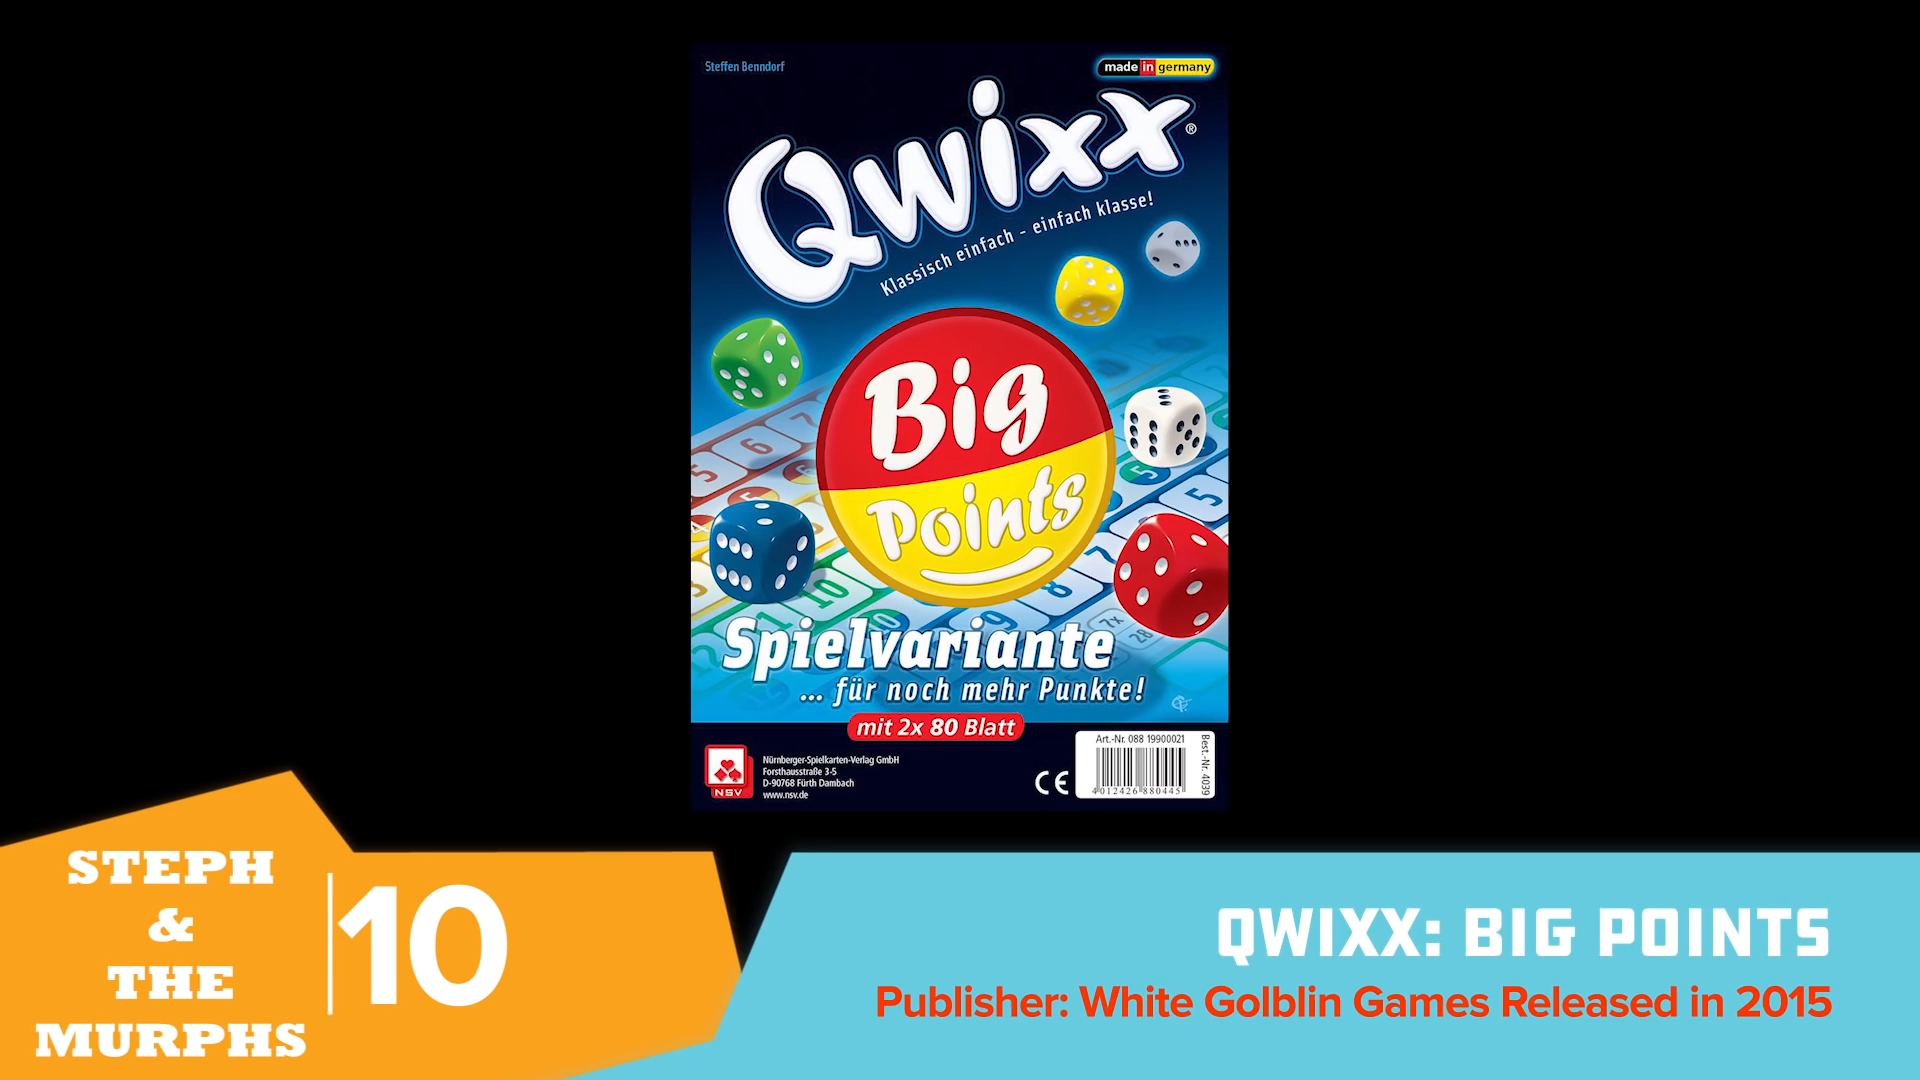 Steffen Benndorf
made in germany
Qwixx®
Klassisch einfach - einfach klasse!
Big
Points
Spielvariante
... für noch mehr Punkte!
mit 2x 80 Blatt
NSV
Nürnberger-Spielkarten-Verlag GmbH
Forsthausstraße 3-5
D-90768 Fürth Dambach
www.nsv.de
CE
Art.-Nr. 088 19900021
4 012426 880445
Best.-Nr. 4039
STEPH
&
THE
MURPHS
10
QWIXX: BIG POINTS
Publisher: White Golblin Games Released in 2015